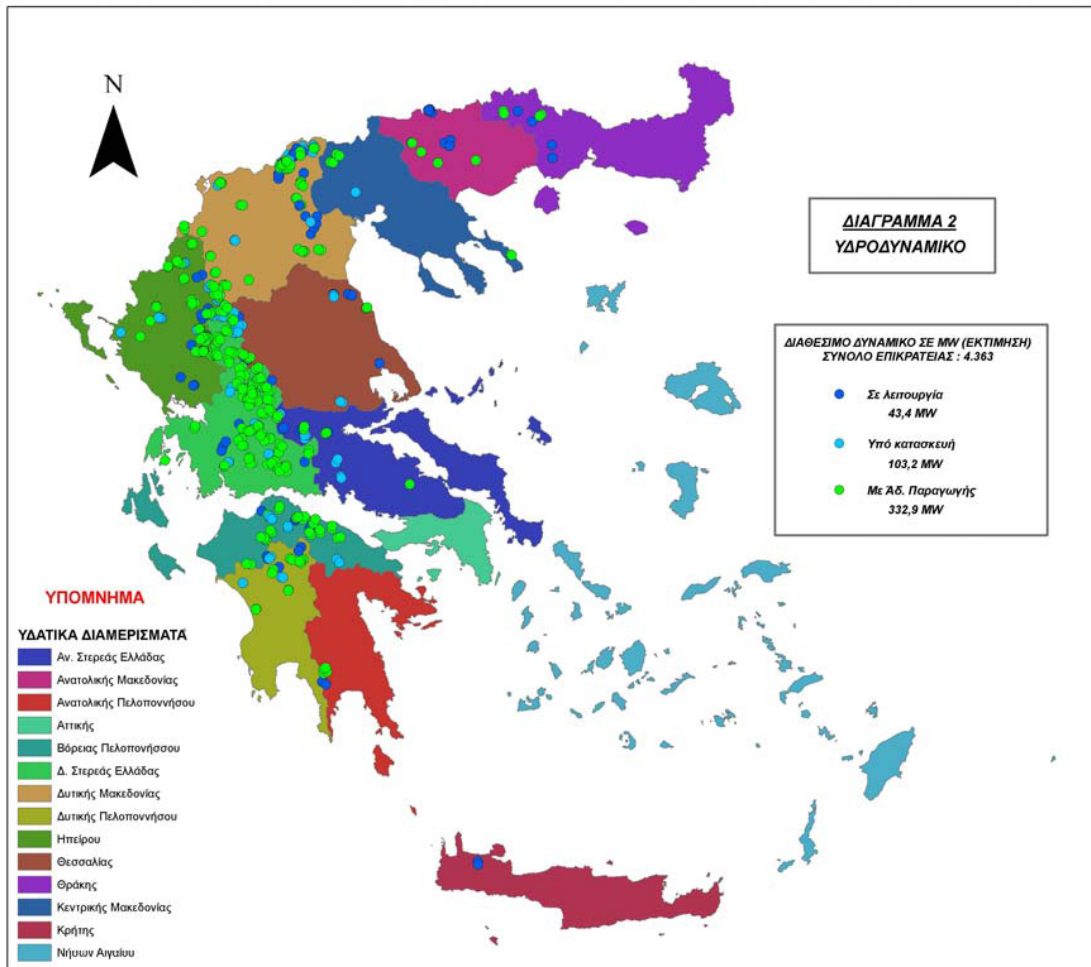 N
ΔΙΑΓΡΑΜΜΑ 2
ΥΔΡΟΔΥΝΑΜΙΚΟ
ΔΙΑΘΕΣΙΜΟ ΔΥΝΑΜΙΚΟ ΣΕ MW (ΕΚΤΙΜΗΣΗ)
ΣΥΝΟΛΟ ΕΠΙΚΡΑΤΕΙΑΣ : 4.363
Σε λειτουργία
43,4 MW
Υπό κατασκευή
103,2 MW
Με Άδ. Παραγωγής
332,9 MW
ΥΠΟΜΝΗΜΑ
ΥΔΑΤΙΚΑ ΔΙΑΜΕΡΙΣΜΑΤΑ
Αν. Στερεάς Ελλάδας
Ανατολικής Μακεδονίας
Ανατολικής Πελοποννήσου
Αττικής
Βόρειας Πελοπονήσσου
Δ. Στερεάς Ελλάδας
Δυτικής Μακεδονίας
Δυτικής Πελοποννήσου
Ηπείρου
Θεσσαλίας
Θράκης
Κεντρικής Μακεδονίας
Κρήτης
Νήσων Αιγαίου